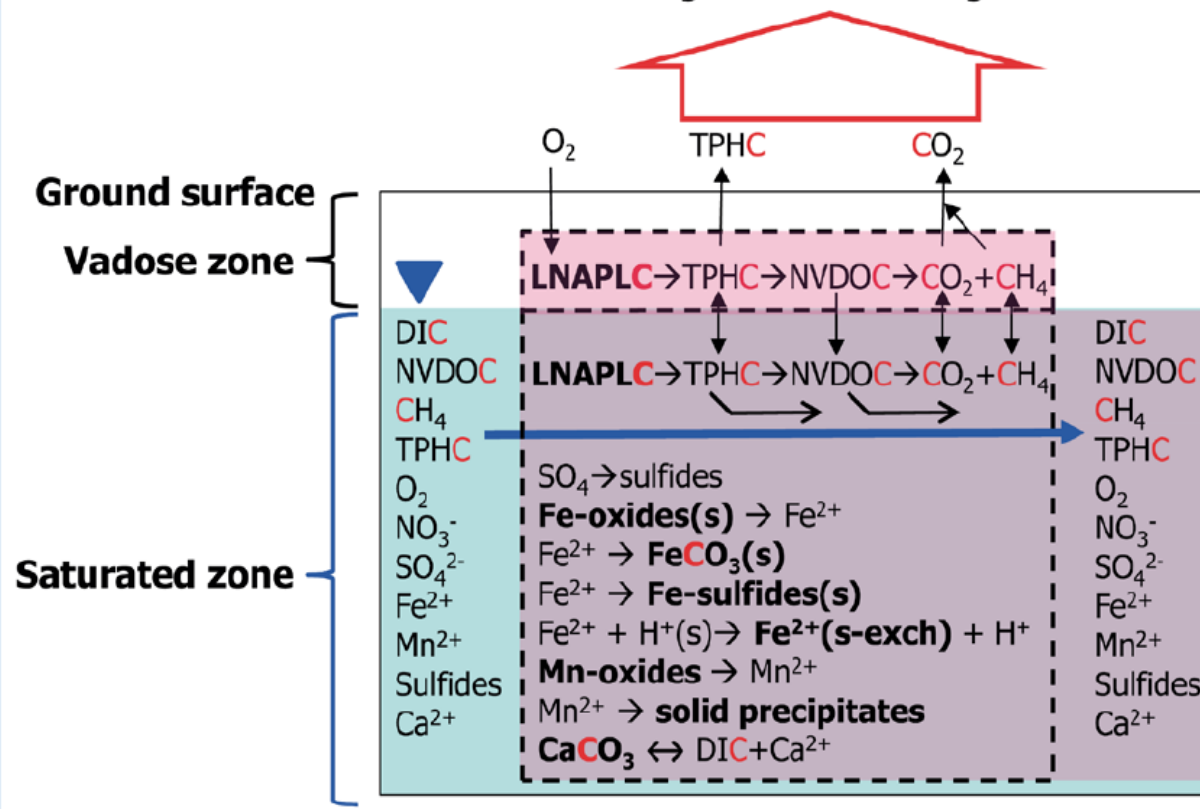 O₂ TPHC CO₂
Ground surface
Vadose zone
LNAPLC→TPHC→NVDOC→CO₂+CH₄
LNAPLC→TPHC→NVDOC→CO₂+CH₄
Saturated zone
DIC
NVDOC
CH₄
TPHC
O₂
NO₃⁻
SO₄²⁻
Fe²⁺
Mn²⁺
Sulfides
Ca²⁺
SO₄→sulfides
Fe-oxides(s) → Fe²⁺
Fe²⁺ → FeCO₃(s)
Fe²⁺ → Fe-sulfides(s)
Fe²⁺ + H⁺(s)→ Fe²⁺(s-exch) + H⁺
Mn-oxides → Mn²⁺
Mn²⁺ → solid precipitates
CaCO₃ ↔ DIC+Ca²⁺
DIC
NVDOC
CH₄
TPHC
O₂
NO₃⁻
SO₄²⁻
Fe²⁺
Mn²⁺
Sulfides
Ca²⁺